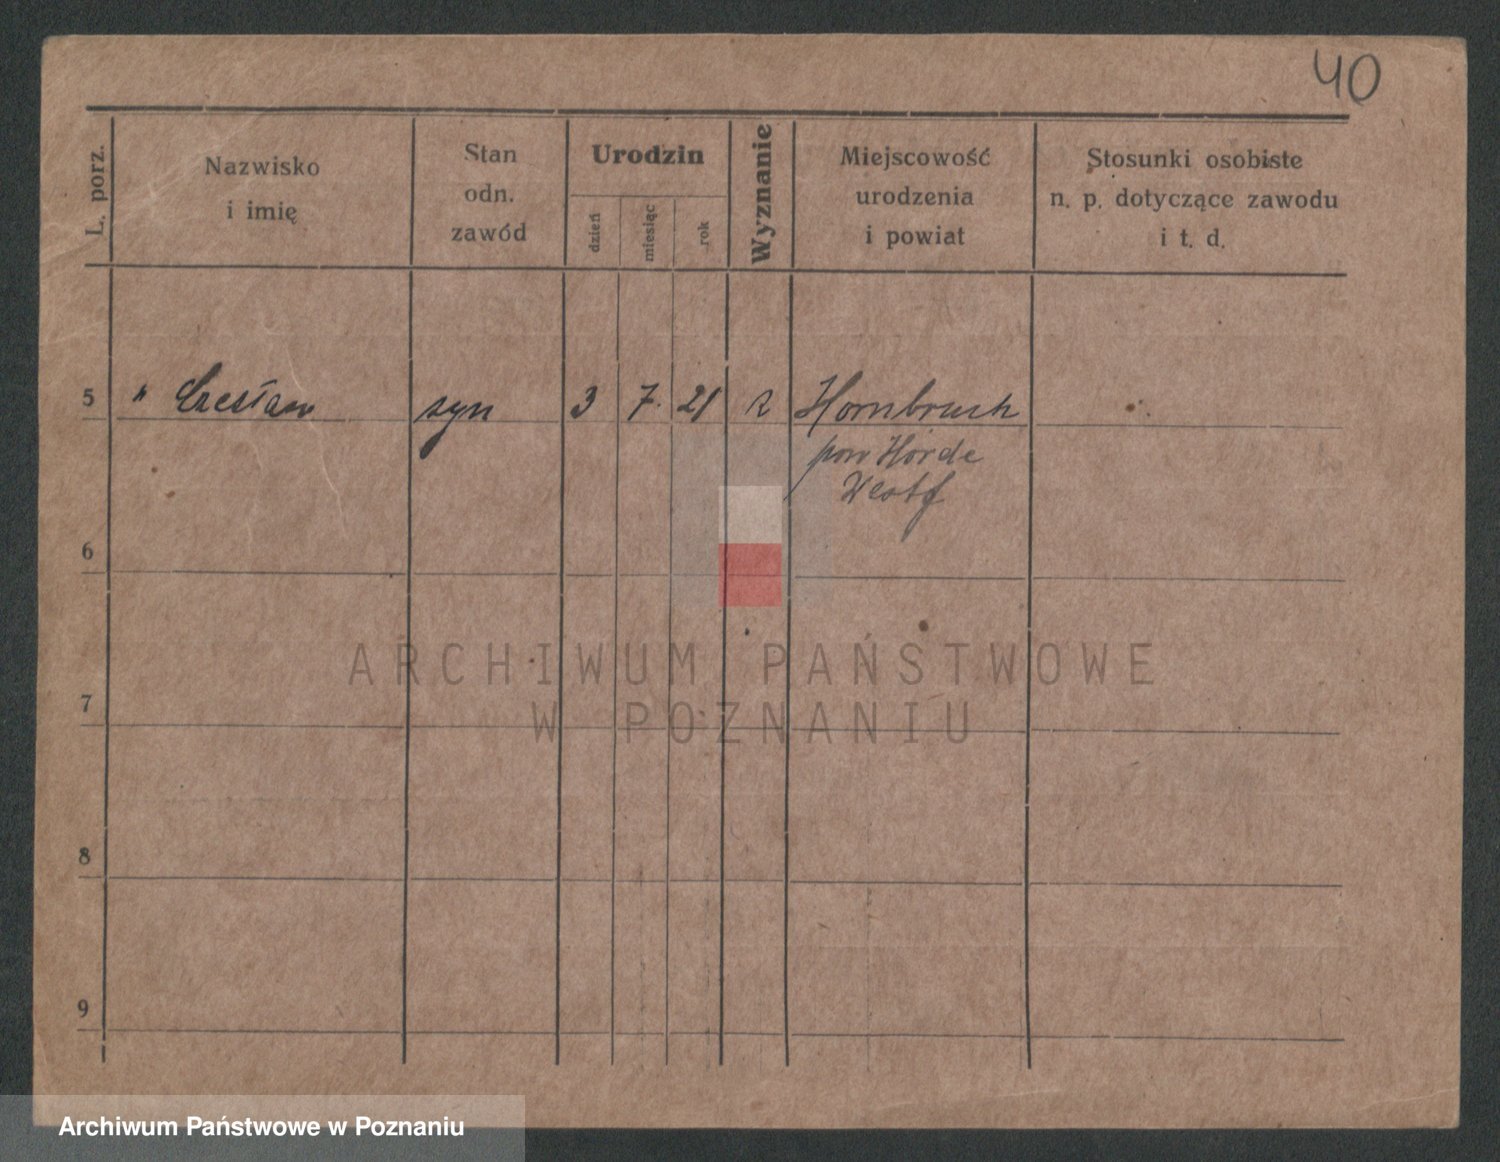 40
L. porz.
Nazwisko
i imię
Stan
odn.
zawód
Urodzin
dzień
miesiąc
rok
Wyznanie
Miejscowość
urodzenia
i powiat
Stosunki osobiste
n. p. dotyczące zawodu
i t. d.
5 " Czesław syn 3 7. 21 R Hombruch
pow Hörde
Westf
6
7
8
9
ARCHIWUM PAŃSTWOWE
W POZNANIU
Archiwum Państwowe w Poznaniu